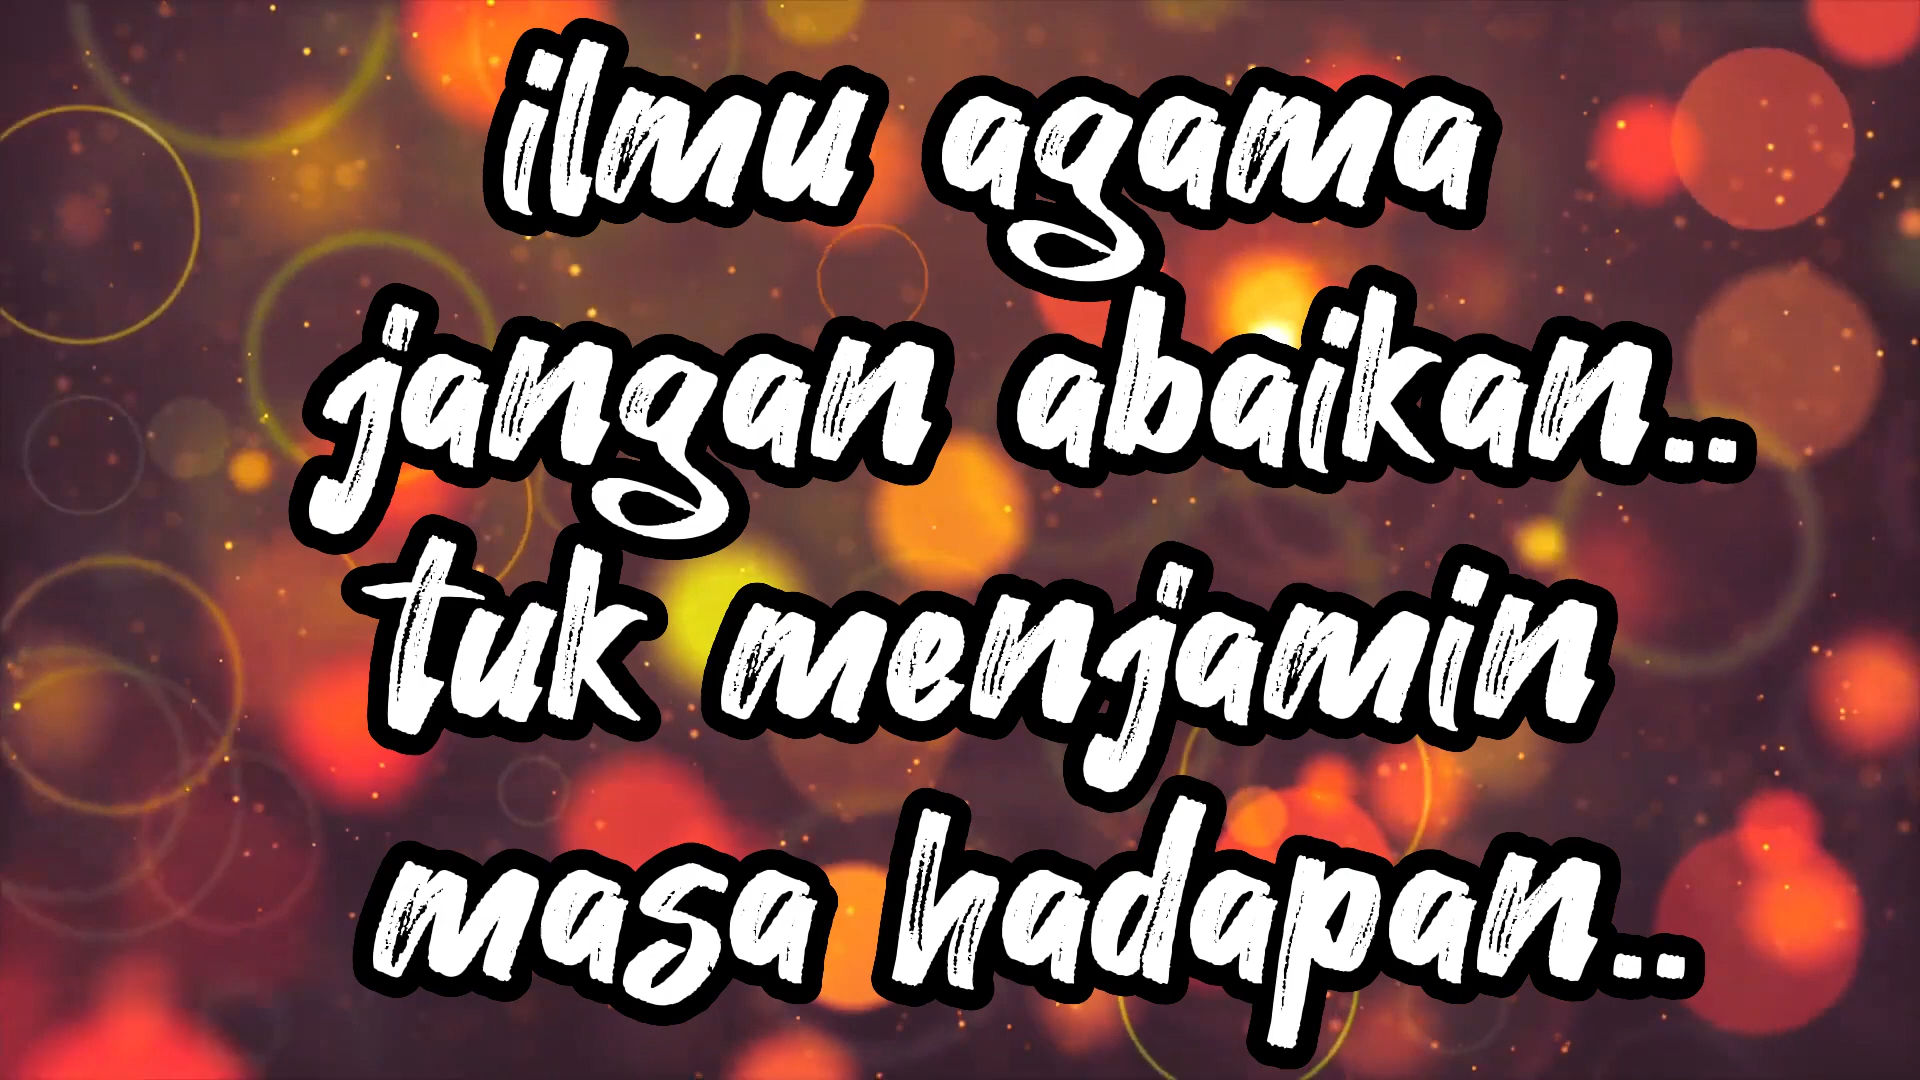 ilmu agama
jangan abaikan..
tuk menjamin
masa hadapan..